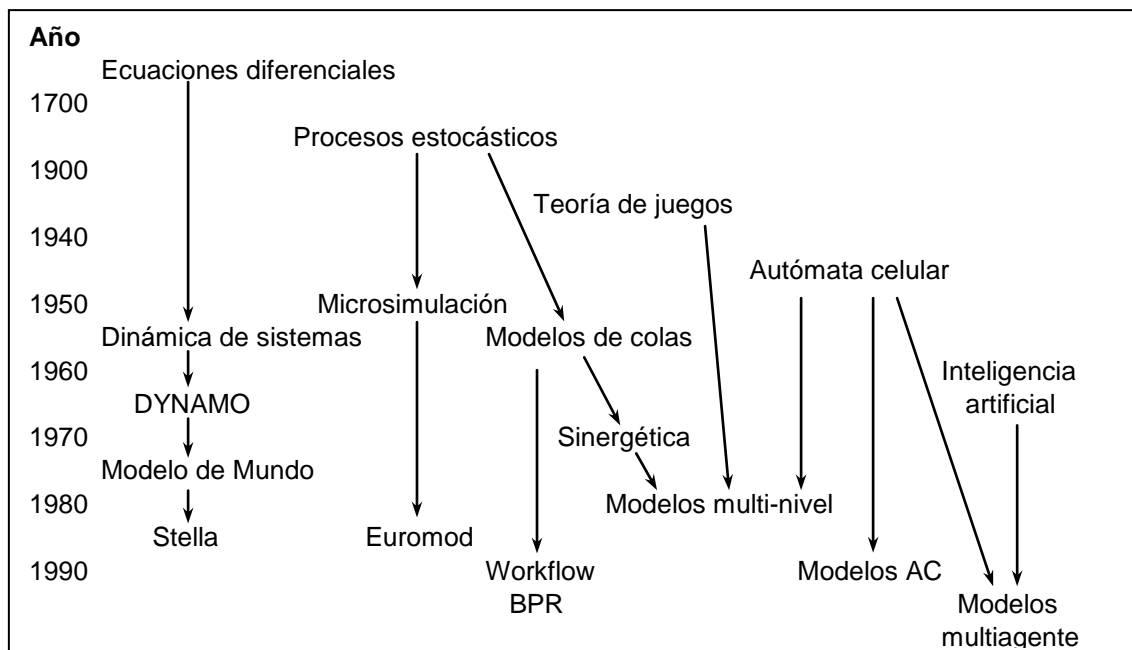 Año
Ecuaciones diferenciales
1700
Procesos estocásticos
1900
Teoría de juegos
1940
Autómata celular
1950
Microsimulación
Dinámica de sistemas
Modelos de colas
1960
Inteligencia
artificial
DYNAMO
1970
Sinergética
Modelo de Mundo
1980
Modelos multi-nivel
Stella
Euromod
1990
Workflow
BPR
Modelos AC
Modelos
multiagente